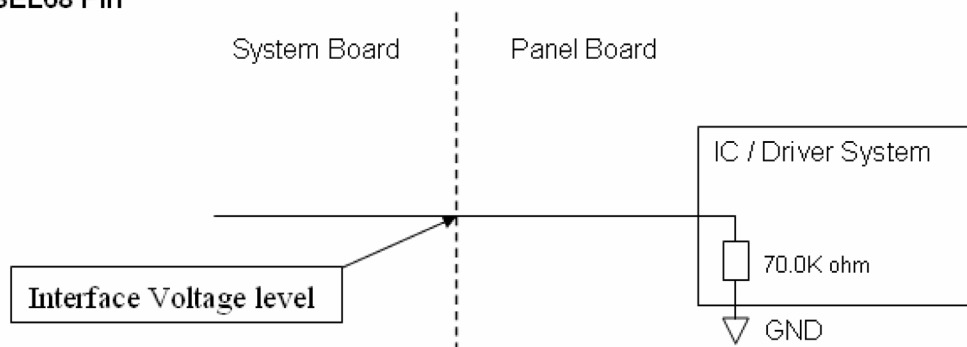 System Board
Panel Board
IC / Driver System
70.0K ohm
Interface Voltage level
GND